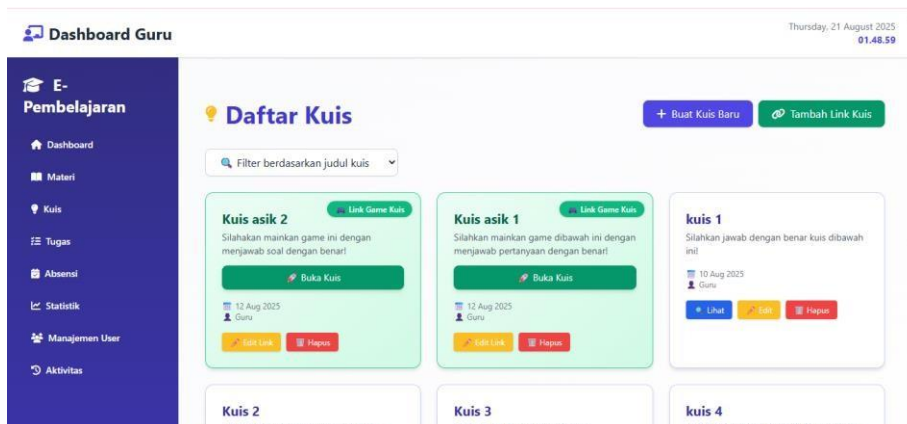 Dashboard Guru
Thursday, 21 August 2025
01.48.59
E-
Pembelajaran
Dashboard
Materi
Kuis
Tugas
Absensi
Statistik
Manajemen User
Aktivitas
Daftar Kuis
+ Buat Kuis Baru
Tambah Link Kuis
Filter berdasarkan judul kuis
Link Game Kuis
Kuis asik 2
Silahakan mainkan game ini dengan
menjawab soal dengan benar!
Buka Kuis
12 Aug 2025
Guru
Edit Link
Hapus
Link Game Kuis
Kuis asik 1
Silahkan mainkan game dibawah ini dengan
menjawab pertanyaan dengan benar!
Buka Kuis
12 Aug 2025
Guru
Edit Link
Hapus
kuis 1
Silahkan jawab dengan benar kuis dibawah
ini!
10 Aug 2025
Guru
Lihat
Edit
Hapus
Kuis 2
Kuis 3
kuis 4